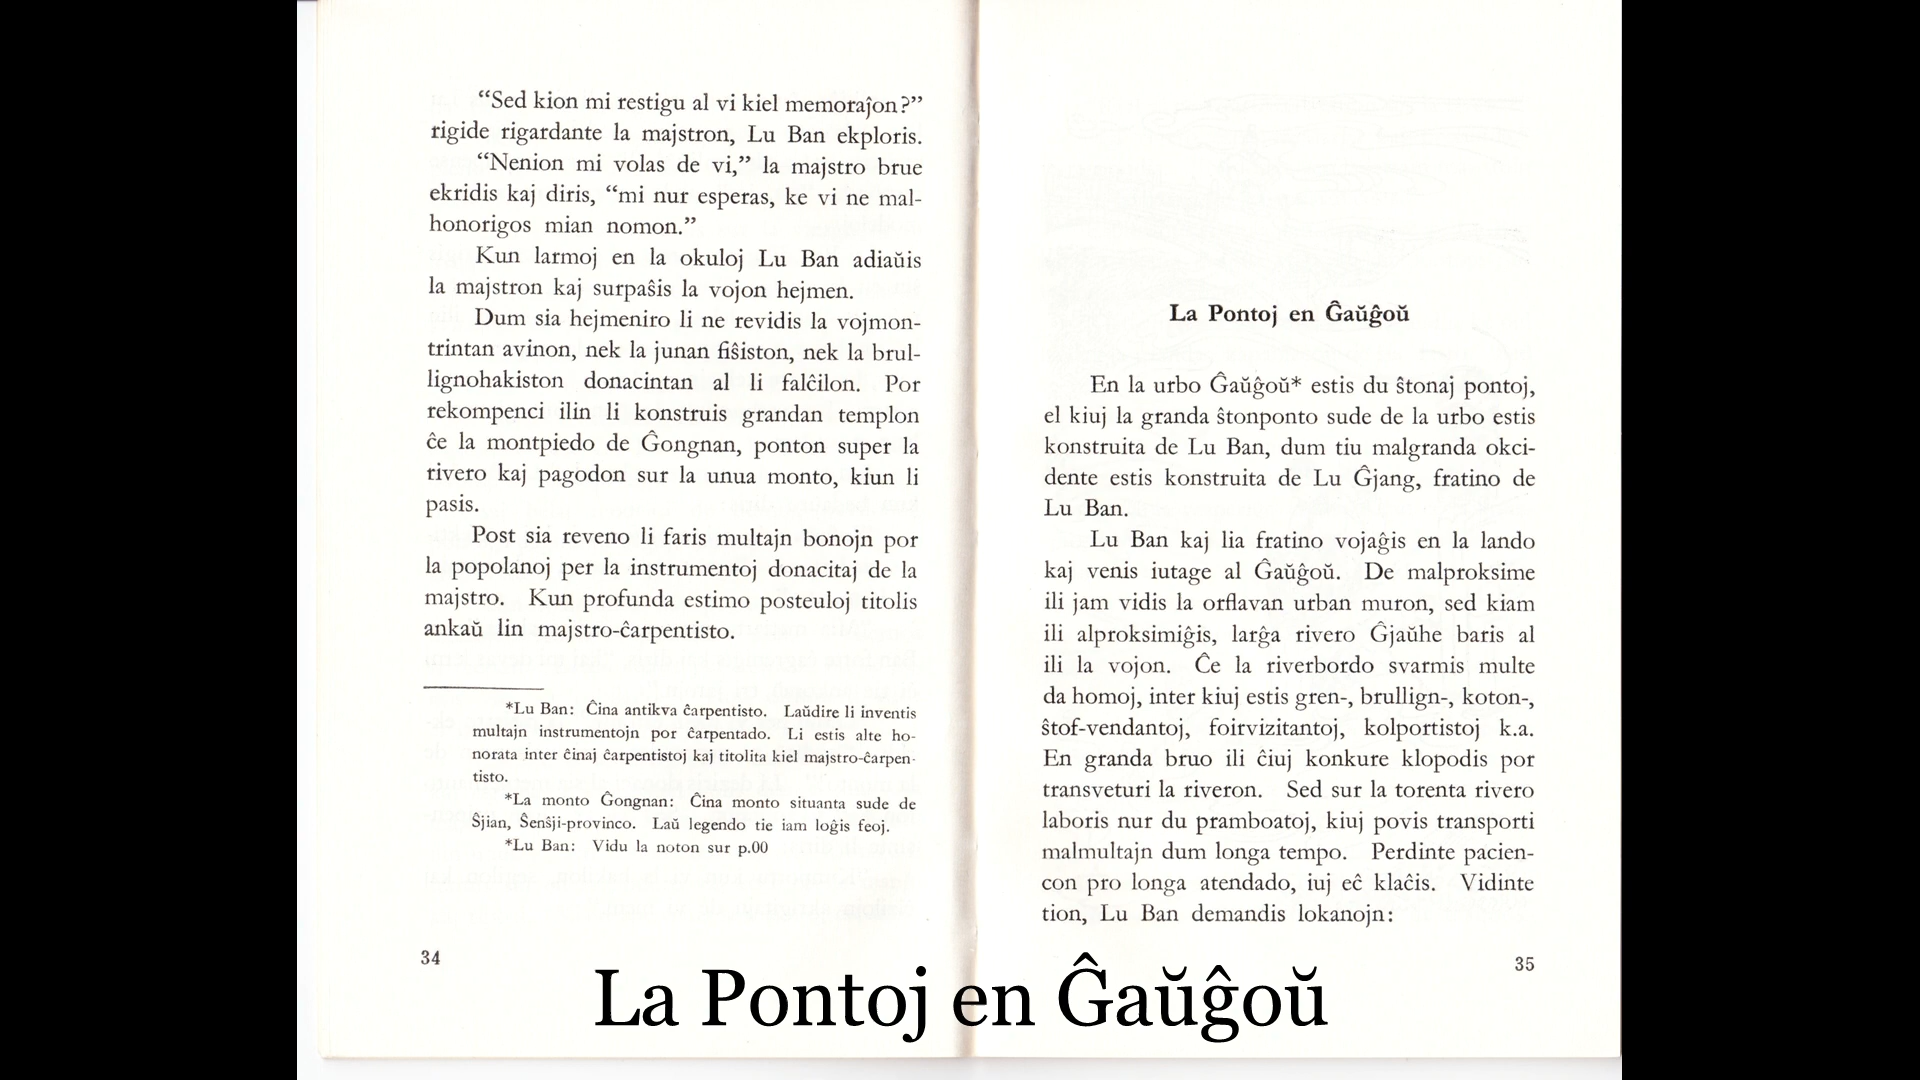 “Sed kion mi restigu al vi kiel memoraĵon?”
rigide rigardante la majstron, Lu Ban ekploris.
“Nenion mi volas de vi,” la majstro brue
ekridis kaj diris, “mi nur esperas, ke vi ne mal-
honorigos mian nomon.”
Kun larmoj en la okuloj Lu Ban adiaŭis
la majstron kaj surpaŝis la vojon hejmen.
Dum sia hejmeniro li ne revidis la vojmon-
trintan avinon, nek la junan fiŝiston, nek la brul-
lignohakiston donacintan al li falĉilon. Por
rekompenci ilin li konstruis grandan templon
ĉe la montpiedo de Ĝongnan, ponton super la
rivero kaj pagodon sur la unua monto, kiun li
pasis.
Post sia reveno li faris multajn bonojn por
la popolanoj per la instrumentoj donacitaj de la
majstro. Kun profunda estimo posteuloj titolis
ankaŭ lin majstro-ĉarpentisto.
*Lu Ban: Ĉina antikva ĉarpentisto. Laŭdire li inventis
multajn instrumentojn por ĉarpentado. Li estis alte ho-
norata inter ĉinaj ĉarpentistoj kaj titolita kiel majstro-ĉarpen-
tisto.
*La monto Ĝongnan: Ĉina monto situanta sude de
Ŝjian, Ŝenŝji-provinco. Laŭ legendo tie iam loĝis feoj.
*Lu Ban: Vidu la noton sur p.00
34
La Pontoj en Ĝaŭĝoŭ
En la urbo Ĝaŭĝoŭ* estis du ŝtonaj pontoj,
el kiuj la granda ŝtonponto sude de la urbo estis
konstruita de Lu Ban, dum tiu malgranda okci-
dente estis konstruita de Lu Ĝjang, fratino de
Lu Ban.
Lu Ban kaj lia fratino vojaĝis en la lando
kaj venis iutage al Ĝaŭĝoŭ. De malproksime
ili jam vidis la orflavan urban muron, sed kiam
ili alproksimiĝis, larĝa rivero Ĝjaŭhe baris al
ili la vojon. Ĉe la riverbordo svarmis multe
da homoj, inter kiuj estis gren-, brullign-, koton-,
ŝtof-vendantoj, foirvizitantoj, kolportistoj k.a.
En granda bruo ili ĉiuj konkure klopodis por
transveturi la riveron. Sed sur la torenta rivero
laboris nur du pramboatoj, kiuj povis transporti
malmultajn dum longa tempo. Perdinte pacien-
con pro longa atendado, iuj eĉ klaĉis. Vidinte
tion, Lu Ban demandis lokanojn:
35
La Pontoj en Ĝaŭĝoŭ